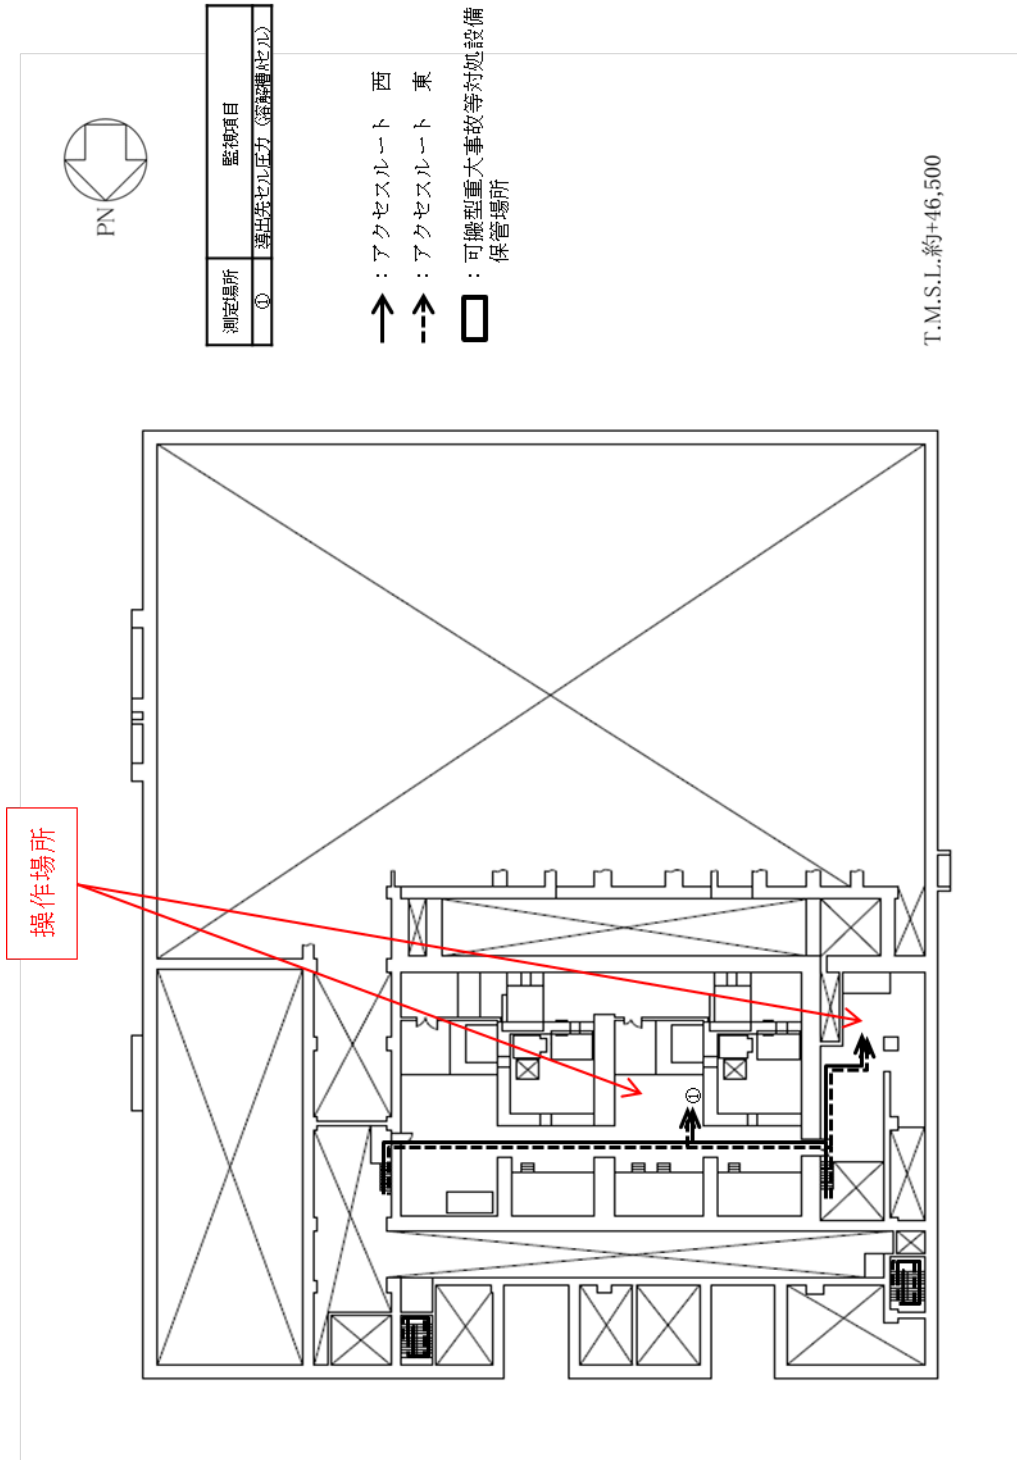 PN
測定場所 監視項目
① 導出先セル圧力（溶解槽Aセル）
：アクセスルート 西
：アクセスルート 東
：可搬型重大事故等対処設備
保管場所
T.M.S.L.約+46,500
操作場所
①